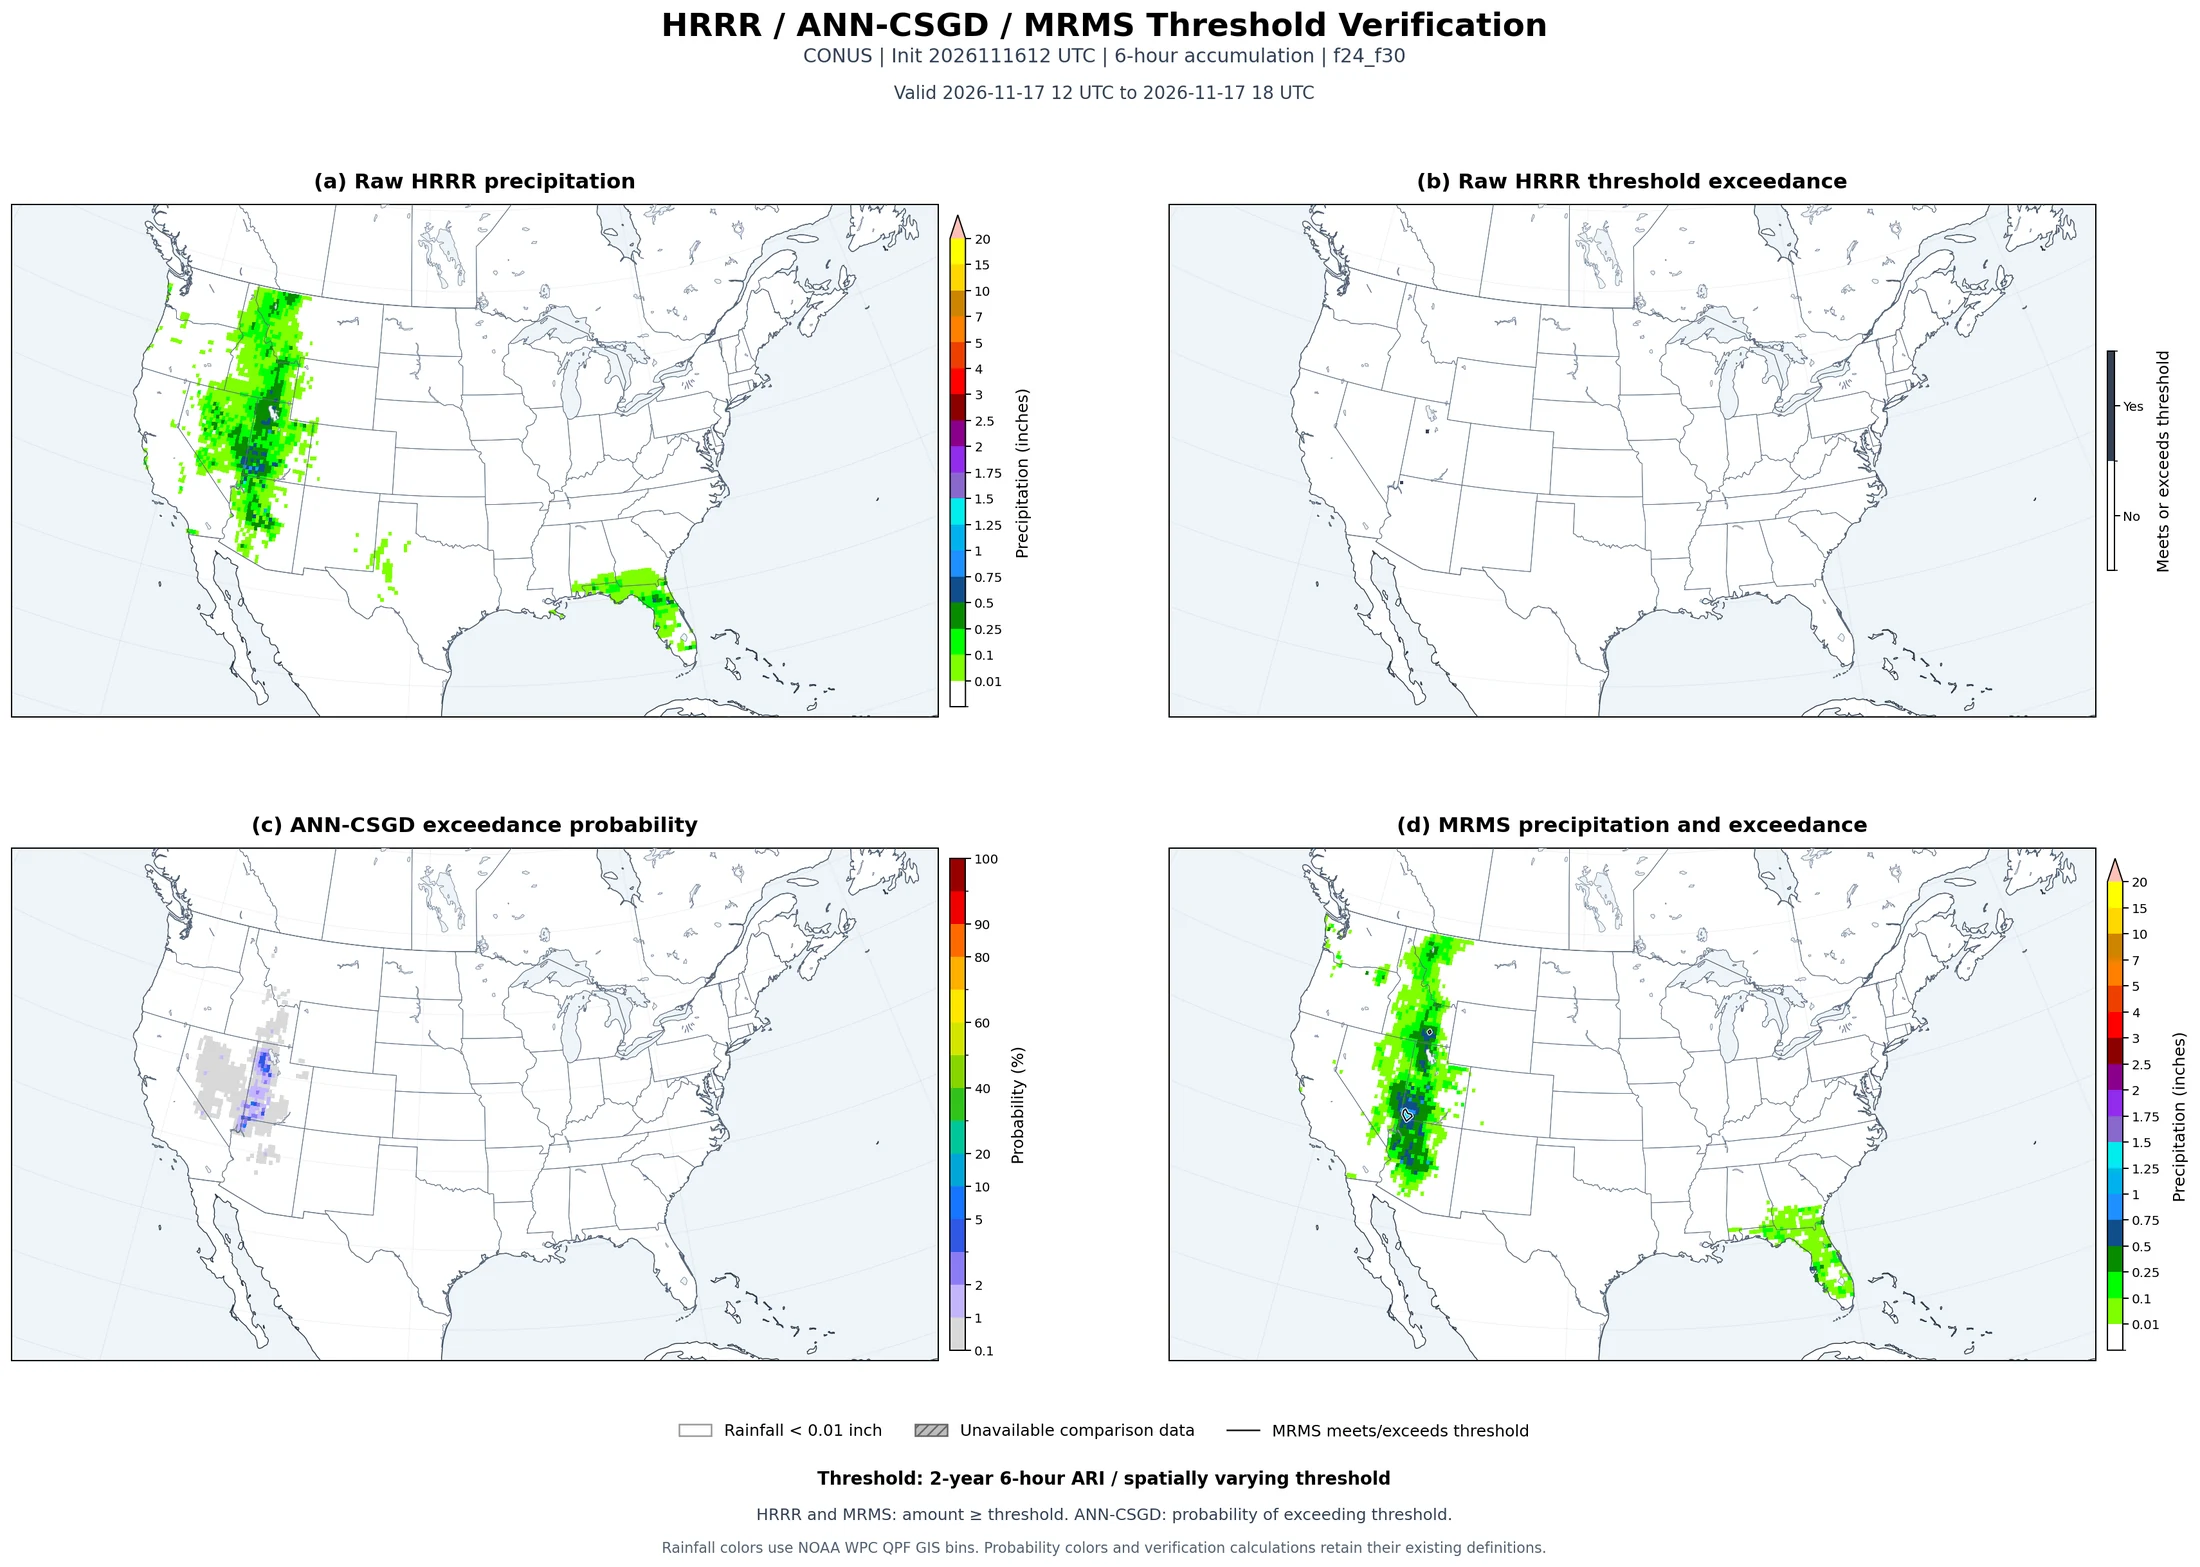 HRRR / ANN-CSGD / MRMS Threshold Verification
CONUS | Init 2026111612 UTC | 6-hour accumulation | f24_f30
Valid 2026-11-17 12 UTC to 2026-11-17 18 UTC
(a) Raw HRRR precipitation
20
15
10
7
5
4
3
2.5
2
1.75
1.5
1.25
1
0.75
0.5
0.25
0.1
0.01
Precipitation (inches)
(b) Raw HRRR threshold exceedance
Yes
No
Meets or exceeds threshold
(c) ANN-CSGD exceedance probability
100
90
80
60
40
20
10
5
2
1
0.1
Probability (%)
(d) MRMS precipitation and exceedance
20
15
10
7
5
4
3
2.5
2
1.75
1.5
1.25
1
0.75
0.5
0.25
0.1
0.01
Precipitation (inches)
Rainfall < 0.01 inch
Unavailable comparison data
MRMS meets/exceeds threshold
Threshold: 2-year 6-hour ARI / spatially varying threshold
HRRR and MRMS: amount ≥ threshold. ANN-CSGD: probability of exceeding threshold.
Rainfall colors use NOAA WPC QPF GIS bins. Probability colors and verification calculations retain their existing definitions.